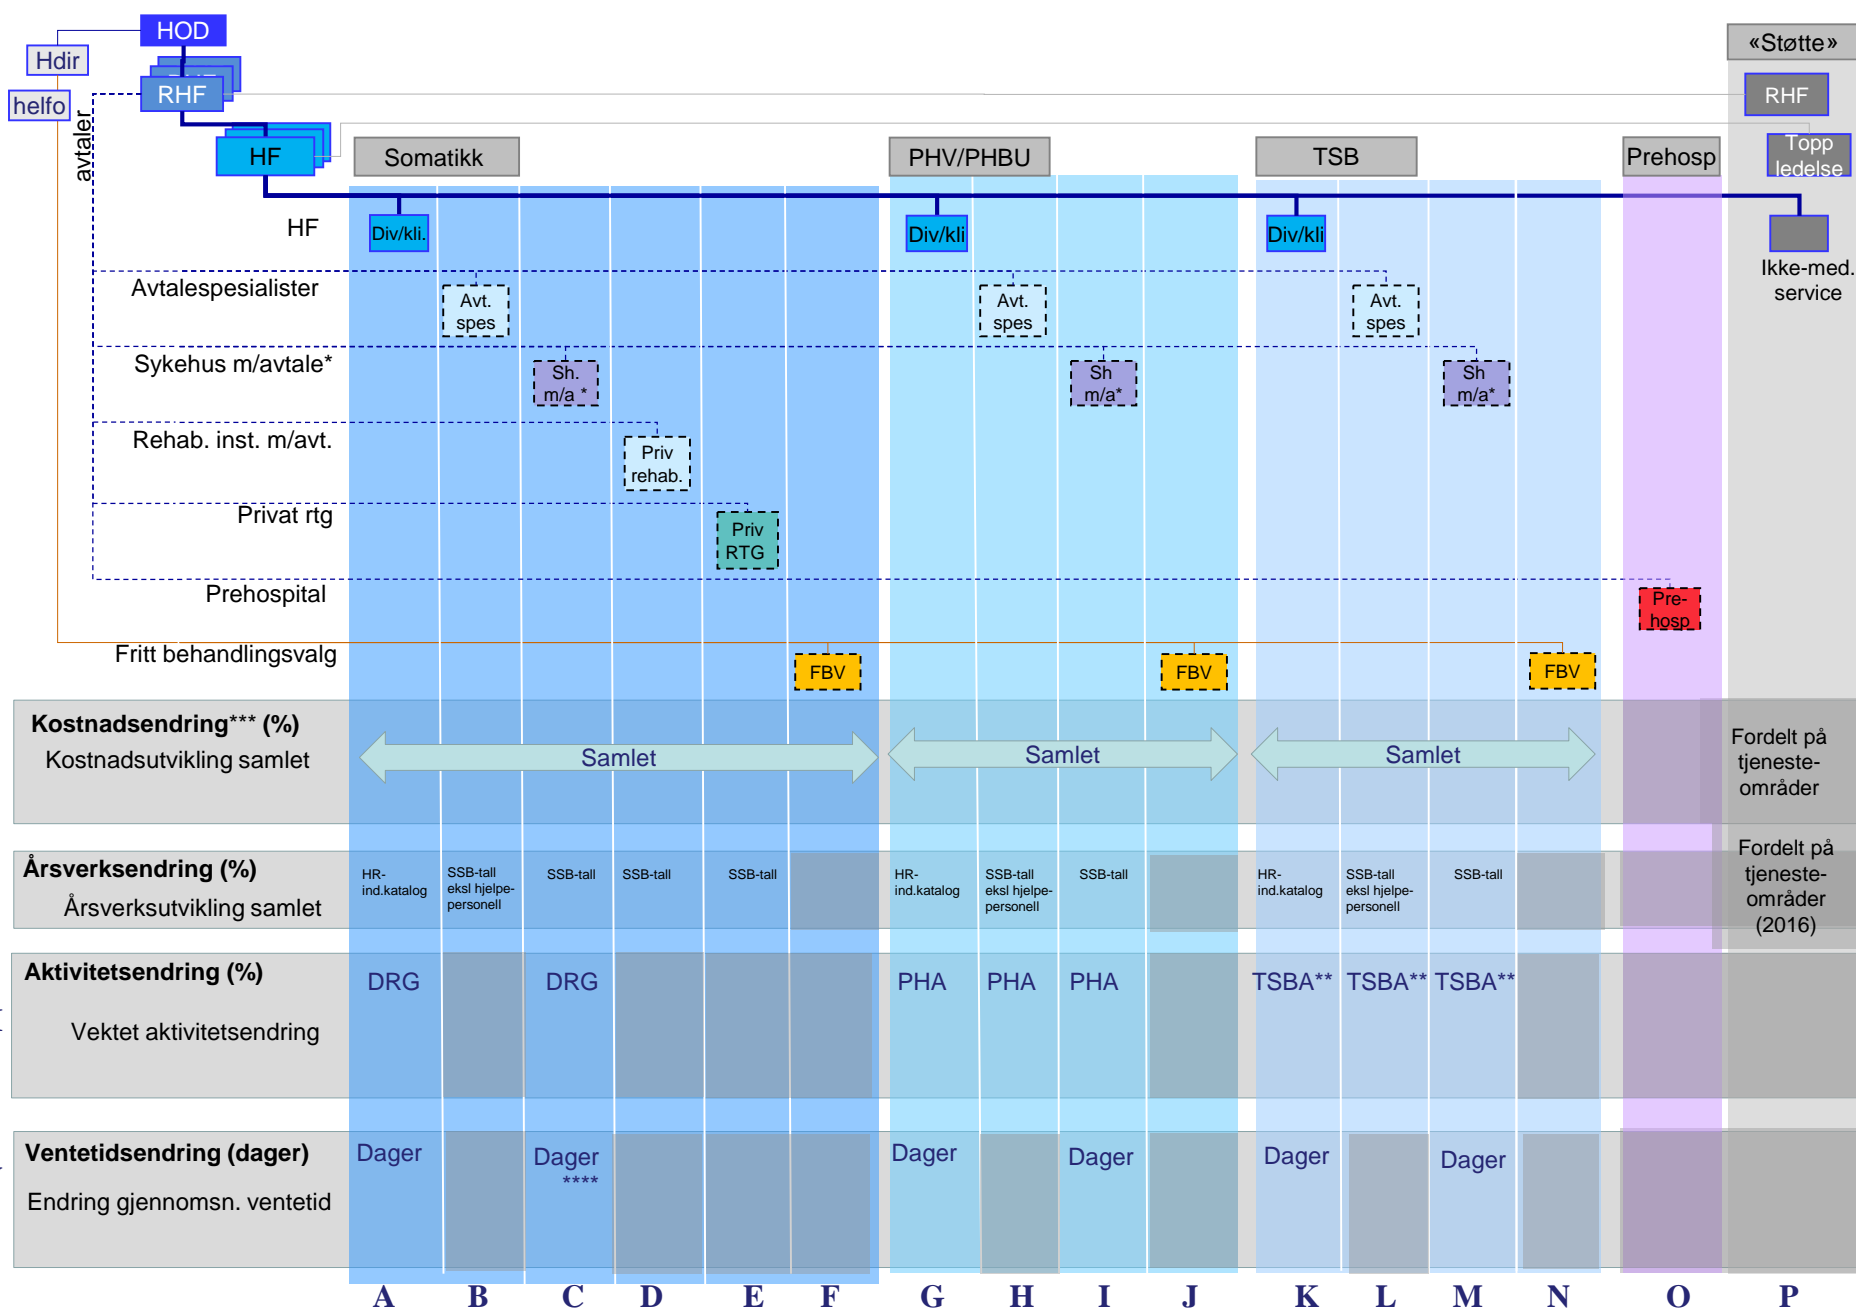 HOD
«Støtte»
Hdir
RHF
RHF
helfo
avtaler
HF
Somatikk
PHV/PHBU
TSB
Prehosp
Topp
ledelse
HF
Div/kli.
Div/kli
Div/kli
Ikke-med.
service
Avtalespesialister
Avt.
spes
Avt.
spes
Avt.
spes
Sykehus m/avtale*
Sh.
m/a *
Sh
m/a*
Sh
m/a*
Rehab. inst. m/avt.
Priv
rehab.
Privat rtg
Priv
RTG
Prehospital
Pre-
hosp
Fritt behandlingsvalg
FBV
FBV
FBV
Kostnadsendring*** (%)
Kostnadsutvikling samlet
Samlet
Samlet
Samlet
Fordelt på
tjeneste-
områder
Årsverksendring (%)
Årsverksutvikling samlet
HR-
ind.katalog
SSB-tall
eksl hjelpe-
personell
SSB-tall
SSB-tall
SSB-tall
HR-
ind.katalog
SSB-tall
eksl hjelpe-
personell
SSB-tall
HR-
ind.katalog
SSB-tall
eksl hjelpe-
personell
SSB-tall
Fordelt på
tjeneste-
områder
(2016)
Aktivitetsendring (%)
Vektet aktivitetsendring
DRG
DRG
PHA
PHA
PHA
TSBA**
TSBA**
TSBA**
Ventetidsendring (dager)
Endring gjennomsn. ventetid
Dager
Dager
****
Dager
Dager
Dager
Dager
A B C D E F G H I J K L M N O P